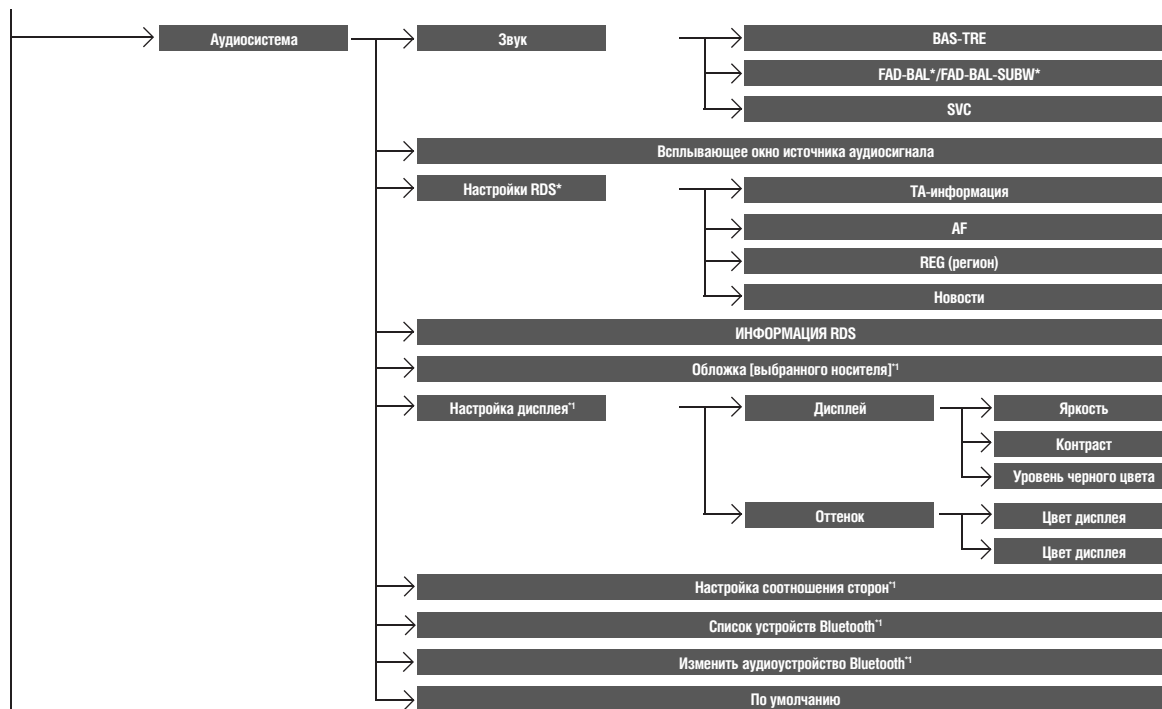 Аудиосистема
Звук
BAS-TRE
FAD-BAL*/FAD-BAL-SUBW*
SVC
Всплывающее окно источника аудиосигнала
Настройки RDS*
TA-информация
AF
REG (регион)
Новости
ИНФОРМАЦИЯ RDS
Обложка [выбранного носителя]*1
Настройка дисплея*1
Дисплей
Яркость
Контраст
Уровень черного цвета
Оттенок
Цвет дисплея
Цвет дисплея
Настройка соотношения сторон*1
Список устройств Bluetooth*1
Изменить аудиоустройство Bluetooth*1
По умолчанию